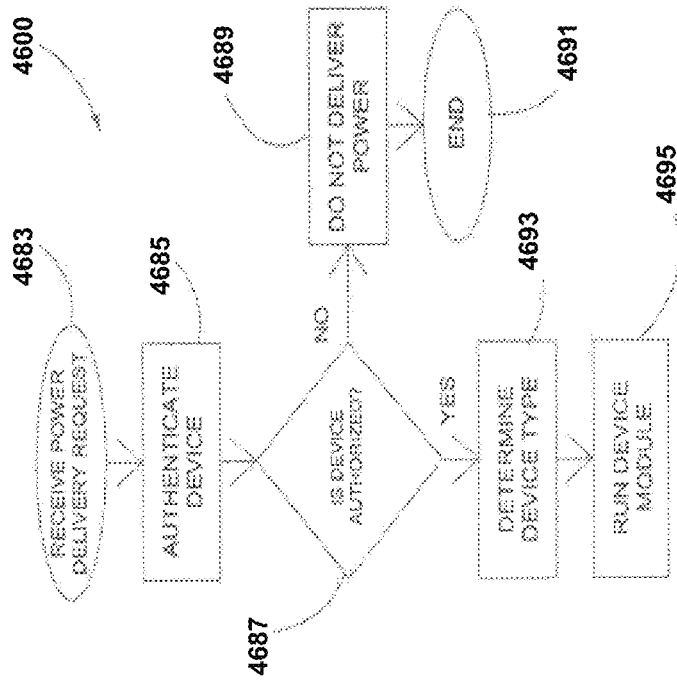 4600
4683
RECEIVE POWER
DELIVERY REQUEST
4685
AUTHENTICATE
DEVICE
4687
IS DEVICE
AUTHORIZED?
NO
4689
DO NOT DELIVER
POWER
4691
END
YES
4693
DETERMINE
DEVICE TYPE
4695
RUN DEVICE
MODULE